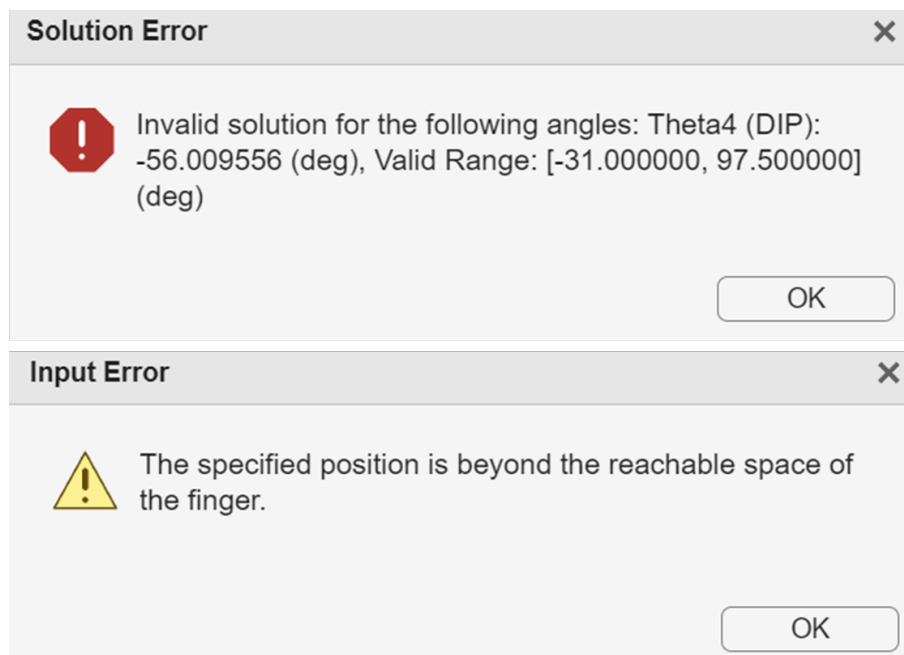 Solution Error
Invalid solution for the following angles: Theta4 (DIP):
-56.009556 (deg), Valid Range: [-31.000000, 97.500000]
(deg)
OK
Input Error
The specified position is beyond the reachable space of
the finger.
OK